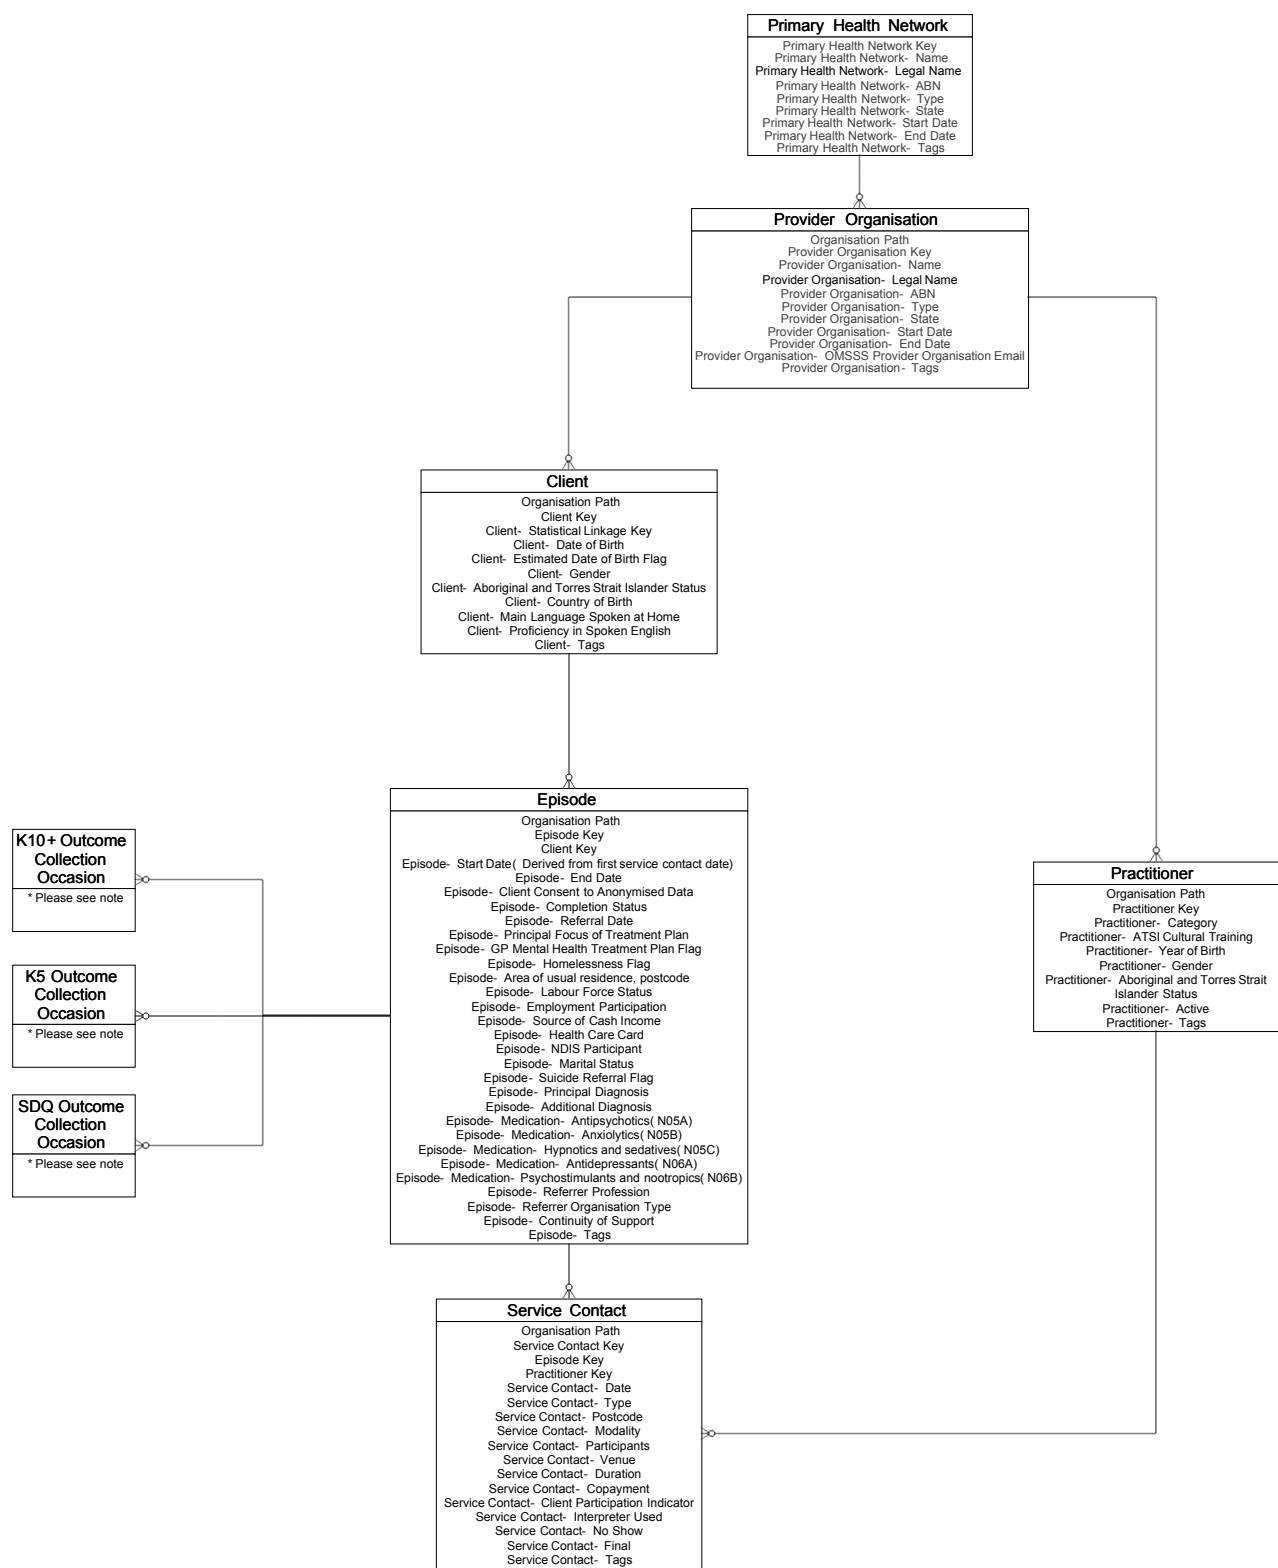 Primary Health Network
Primary Health Network Key
Primary Health Network- Name
Primary Health Network- Legal Name
Primary Health Network- ABN
Primary Health Network- Type
Primary Health Network- State
Primary Health Network- Start Date
Primary Health Network- End Date
Primary Health Network- Tags
Provider Organisation
Organisation Path
Provider Organisation Key
Provider Organisation- Name
Provider Organisation- Legal Name
Provider Organisation- ABN
Provider Organisation- Type
Provider Organisation- State
Provider Organisation- Start Date
Provider Organisation- End Date
Provider Organisation- OMSSS Provider Organisation Email
Provider Organisation- Tags
Client
Organisation Path
Client Key
Client- Statistical Linkage Key
Client- Date of Birth
Client- Estimated Date of Birth Flag
Client- Gender
Client- Aboriginal and Torres Strait Islander Status
Client- Country of Birth
Client- Main Language Spoken at Home
Client- Proficiency in Spoken English
Client- Tags
Episode
Organisation Path
Episode Key
Client Key
Episode- Start Date( Derived from first service contact date)
Episode- End Date
Episode- Client Consent to Anonymised Data
Episode- Completion Status
Episode- Referral Date
Episode- Principal Focus of Treatment Plan
Episode- GP Mental Health Treatment Plan Flag
Episode- Homelessness Flag
Episode- Area of usual residence, postcode
Episode- Labour Force Status
Episode- Employment Participation
Episode- Source of Cash Income
Episode- Health Care Card
Episode- NDIS Participant
Episode- Marital Status
Episode- Suicide Referral Flag
Episode- Principal Diagnosis
Episode- Additional Diagnosis
Episode- Medication- Antipsychotics( N05A)
Episode- Medication- Anxiolytics( N05B)
Episode- Medication- Hypnotics and sedatives( N05C)
Episode- Medication- Antidepressants( N06A)
Episode- Medication- Psychostimulants and nootropics( N06B)
Episode- Referrer Profession
Episode- Referrer Organisation Type
Episode- Continuity of Support
Episode- Tags
K10+ Outcome
Collection
Occasion
* Please see note
K5 Outcome
Collection
Occasion
* Please see note
SDQ Outcome
Collection
Occasion
* Please see note
Practitioner
Organisation Path
Practitioner Key
Practitioner- Category
Practitioner- ATSI Cultural Training
Practitioner- Year of Birth
Practitioner- Gender
Practitioner- Aboriginal and Torres Strait
Islander Status
Practitioner- Active
Practitioner- Tags
Service Contact
Organisation Path
Service Contact Key
Episode Key
Practitioner Key
Service Contact- Date
Service Contact- Type
Service Contact- Postcode
Service Contact- Modality
Service Contact- Participants
Service Contact- Venue
Service Contact- Duration
Service Contact- Copayment
Service Contact- Client Participation Indicator
Service Contact- Interpreter Used
Service Contact- No Show
Service Contact- Final
Service Contact- Tags